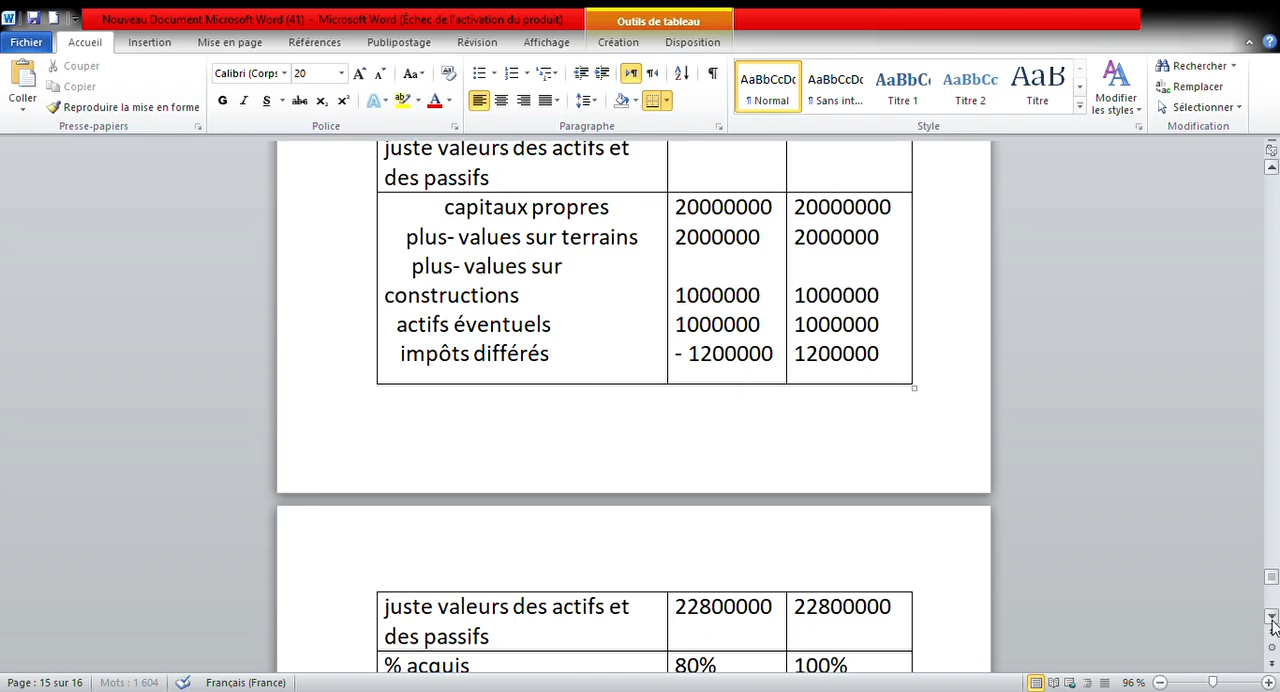 Nouveau Document Microsoft Word (41) - Microsoft Word (Échec de l'activation du produit)
Outils de tableau
Fichier Accueil Insertion Mise en page Références Publipostage Révision Affichage Création Disposition
Coller
Couper
Copier
Reproduire la mise en forme
Presse-papiers
Calibri (Corps 20
G I S abc x₂ x²
Police
Paragraphe
AaBbCcDc AaBbCcDc AaBbC AaBbCc AaB
¶ Normal ¶ Sans int... Titre 1 Titre 2 Titre
Modifier
les styles
Style
Rechercher
Remplacer
Sélectionner
Modification
juste valeurs des actifs et
des passifs
capitaux propres 20000000 20000000
plus- values sur terrains 2000000 2000000
plus- values sur
constructions 1000000 1000000
actifs éventuels 1000000 1000000
impôts différés - 1200000 1200000
juste valeurs des actifs et 22800000 22800000
des passifs
% acquis 80% 100%
Page : 15 sur 16 Mots : 1 604 Français (France) 96 %